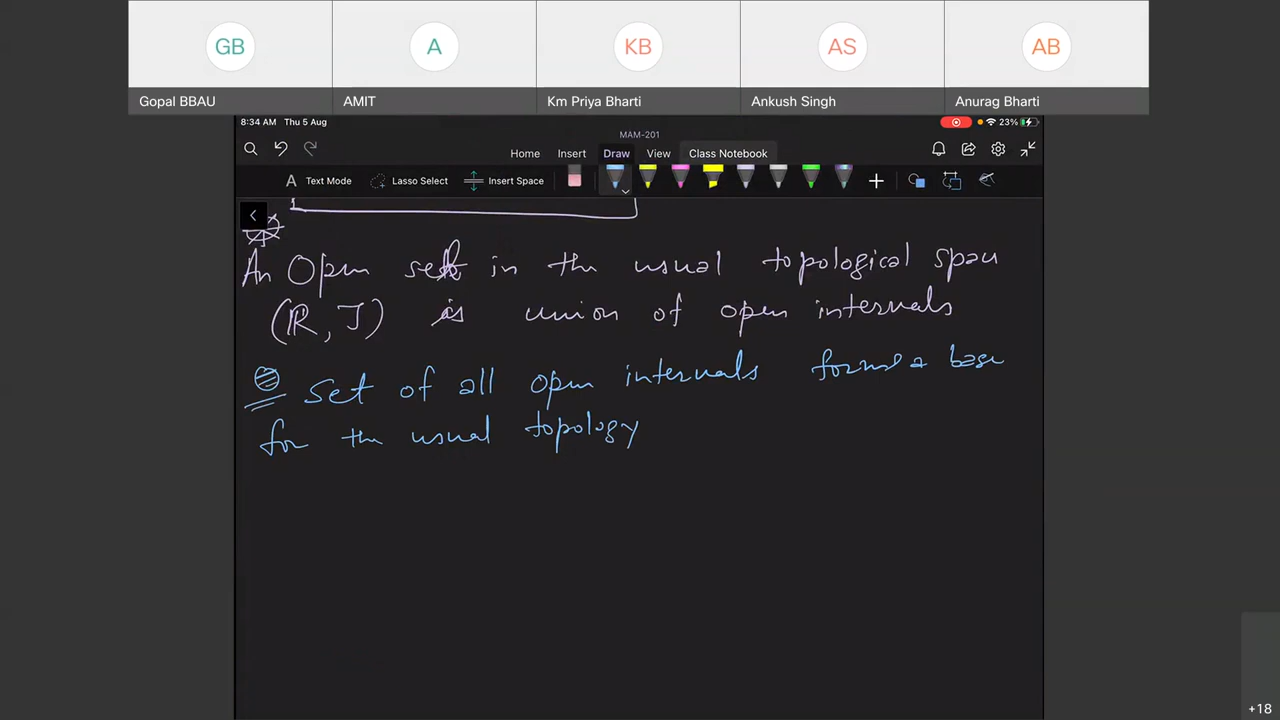 GB A KB AS AB
Gopal BBAU AMIT Km Priya Bharti Ankush Singh Anurag Bharti
8:34 AM Thu 5 Aug 23%
MAM-201
Home Insert Draw View Class Notebook
A Text Mode Lasso Select Insert Space
An Open set in the usual topological space
(ℝ, T) is union of open intervals
set of all open intervals forms a base
for the usual topology
+18